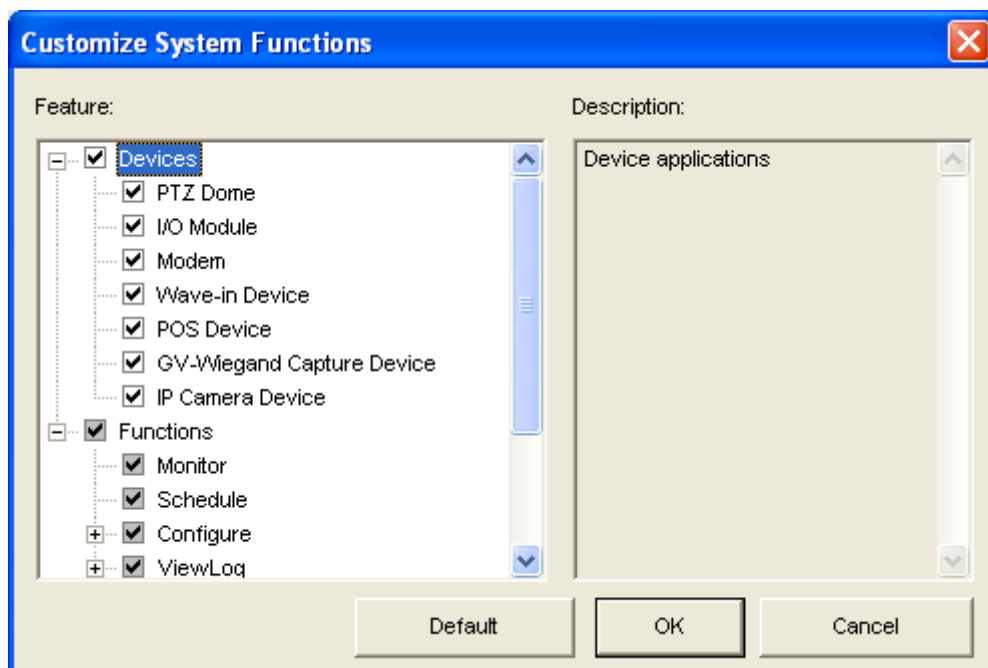 Customize System Functions
Feature:
Description:
Devices
PTZ Dome
I/O Module
Modem
Wave-in Device
POS Device
GV-Wiegand Capture Device
IP Camera Device
Functions
Monitor
Schedule
Configure
ViewLog
Device applications
Default
OK
Cancel